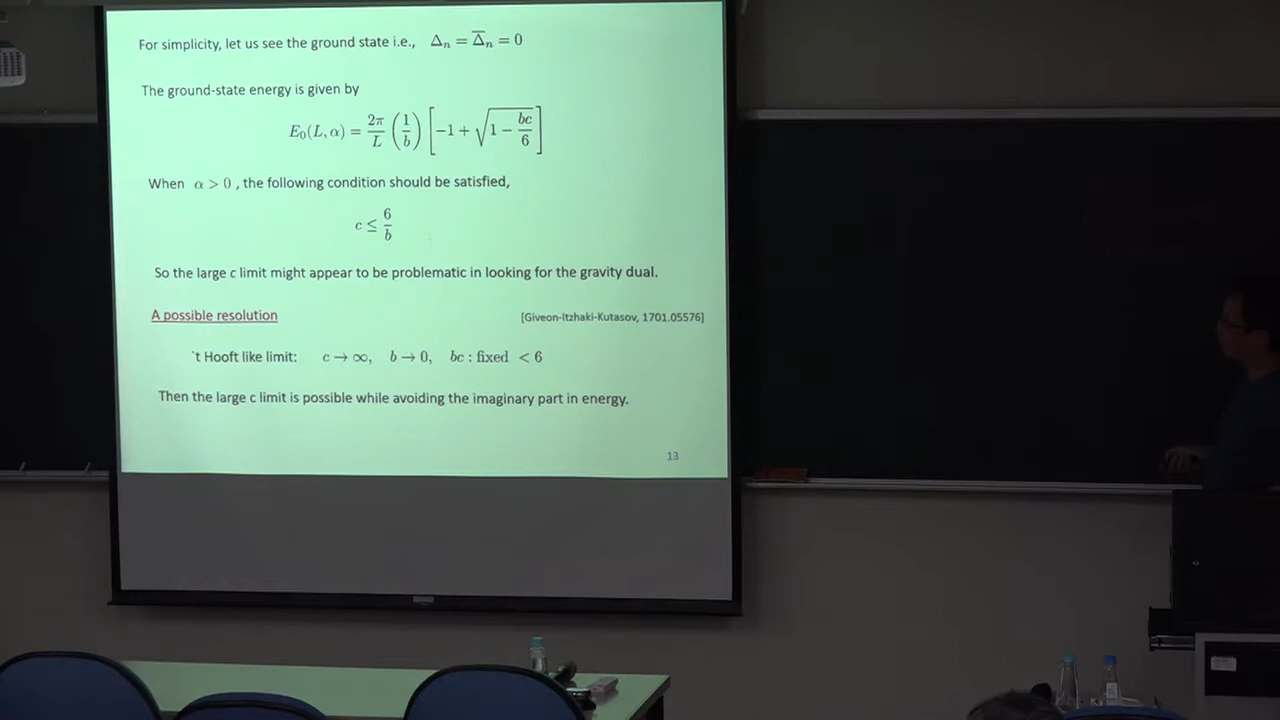 For simplicity, let us see the ground state i.e., Δₙ = Δ̅ₙ = 0
The ground-state energy is given by
E₀(L, α) = 2π/L (1/b) [−1 + √(1 − bc/6)]
When α > 0 , the following condition should be satisfied,
c ≤ 6/b
So the large c limit might appear to be problematic in looking for the gravity dual.
A possible resolution [Giveon-Itzhaki-Kutasov, 1701.05576]
`t Hooft like limit: c → ∞, b → 0, bc : fixed < 6
Then the large c limit is possible while avoiding the imaginary part in energy.
13